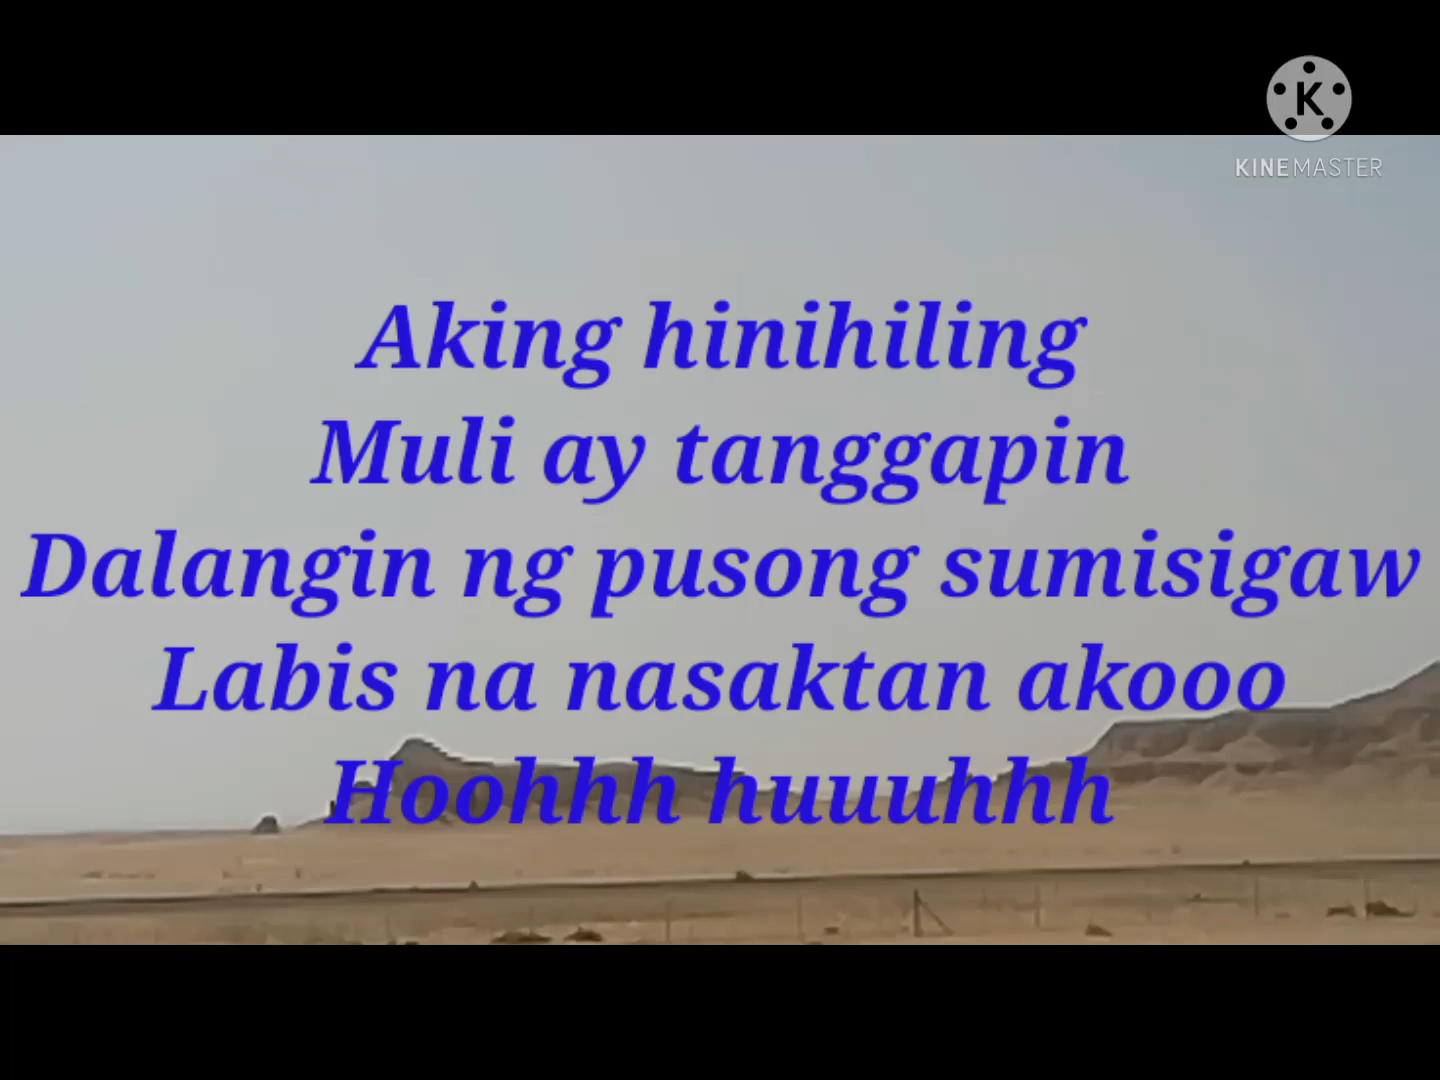 KINEMASTER
Aking hinihiling
Muli ay tanggapin
Dalangin ng pusong sumisigaw
Labis na nasaktan akooo
Hoohhh huuuhhh